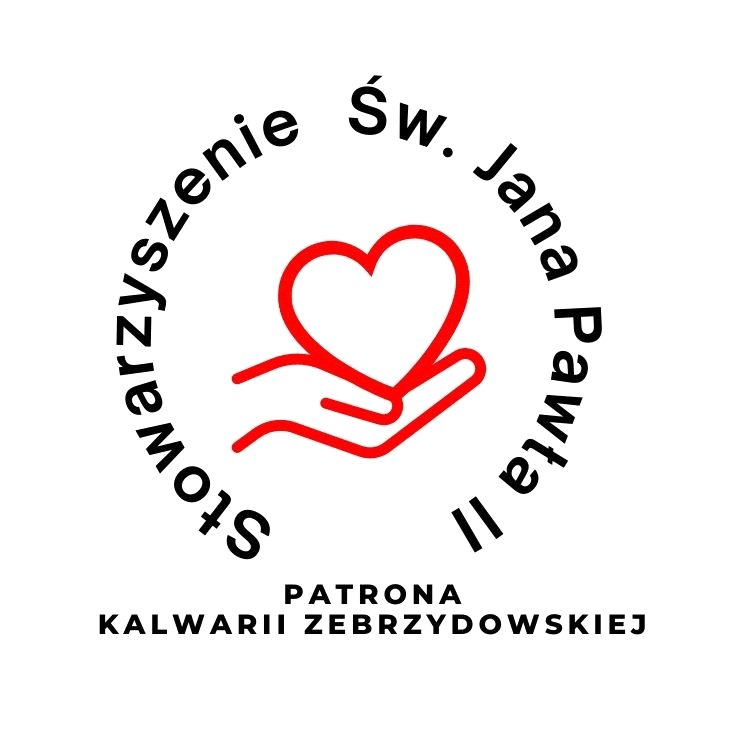 Stowarzyszenie Św. Jana Pawła II
PATRONA
KALWARII ZEBRZYDOWSKIEJ